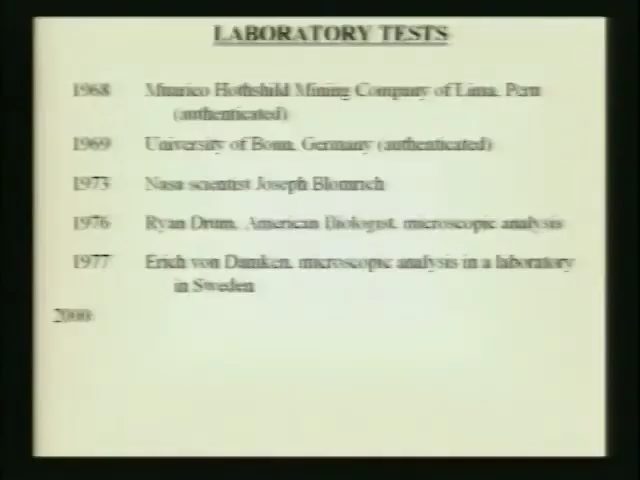 LABORATORY TESTS
1968 Muarico Hothshild Mining Company of Lima, Peru
(authenticated)
1969 University of Bonn, Germany (authenticated)
1973 Nasa scientist Joseph Blomrich
1976 Ryan Drum, American Biologist, microscopic analysis
1977 Erich von Daniken, microscopic analysis in a laboratory
in Sweden
2000